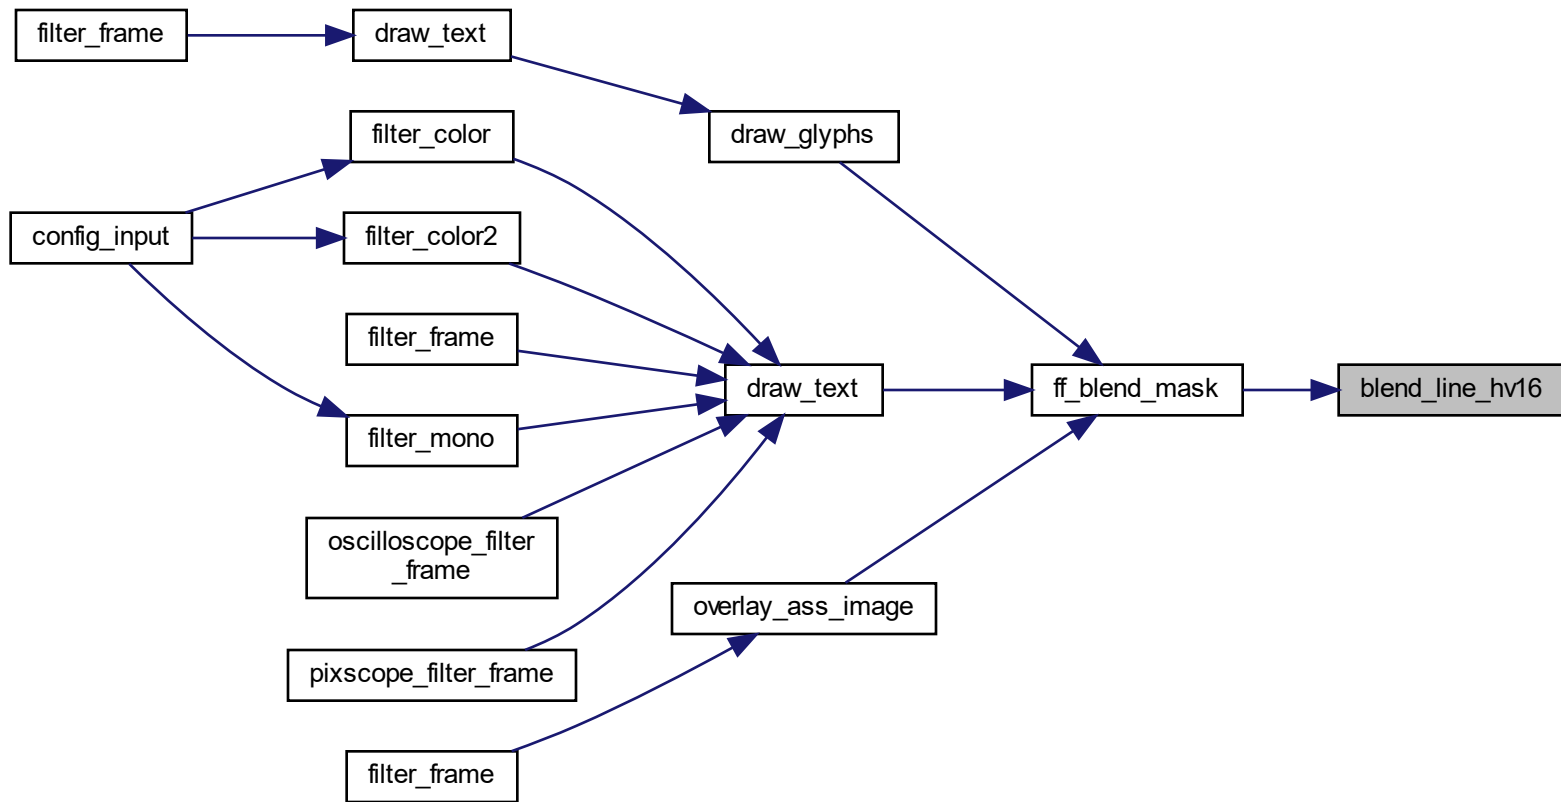 filter_frame
draw_text
filter_color
draw_glyphs
config_input
filter_color2
filter_frame
draw_text
ff_blend_mask
blend_line_hv16
filter_mono
oscilloscope_filter
_frame
overlay_ass_image
pixscope_filter_frame
filter_frame